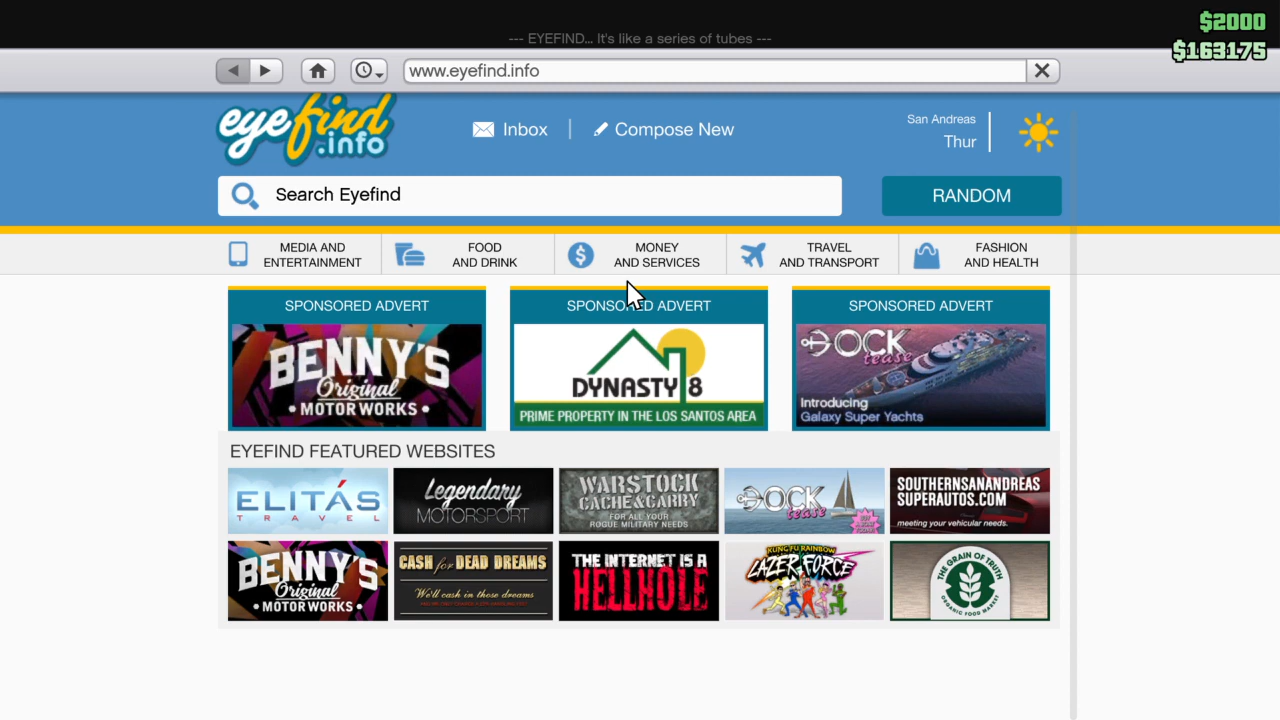 $2000
--- EYEFIND... It's like a series of tubes ---
$163175
www.eyefind.info
eyefind
.info
Inbox
Compose New
San Andreas
Thur
Search Eyefind
RANDOM
MEDIA AND
ENTERTAINMENT
FOOD
AND DRINK
MONEY
AND SERVICES
TRAVEL
AND TRANSPORT
FASHION
AND HEALTH
SPONSORED ADVERT
BENNY'S
Original
• MOTOR WORKS •
SPONSORED ADVERT
DYNASTY 8
PRIME PROPERTY IN THE LOS SANTOS AREA
SPONSORED ADVERT
DOCK
tease
Introducing
Galaxy Super Yachts
EYEFIND FEATURED WEBSITES
ELITÁS
TRAVEL
Legendary
MOTORSPORT
WARSTOCK
CACHE & CARRY
FOR ALL YOUR
ROGUE MILITARY NEEDS
DOCK
tease
SOUTHERNSANANDREAS
SUPERAUTOS.COM
meeting your vehicular needs.
BENNY'S
Original
• MOTOR WORKS •
CASH for DEAD DREAMS
We'll cash in those dreams
THE INTERNET IS A
HELLHOLE
KUNG FU RAINBOW
LAZER FORCE
THE GRAIN OF TRUTH
ORGANIC FOOD MARKET